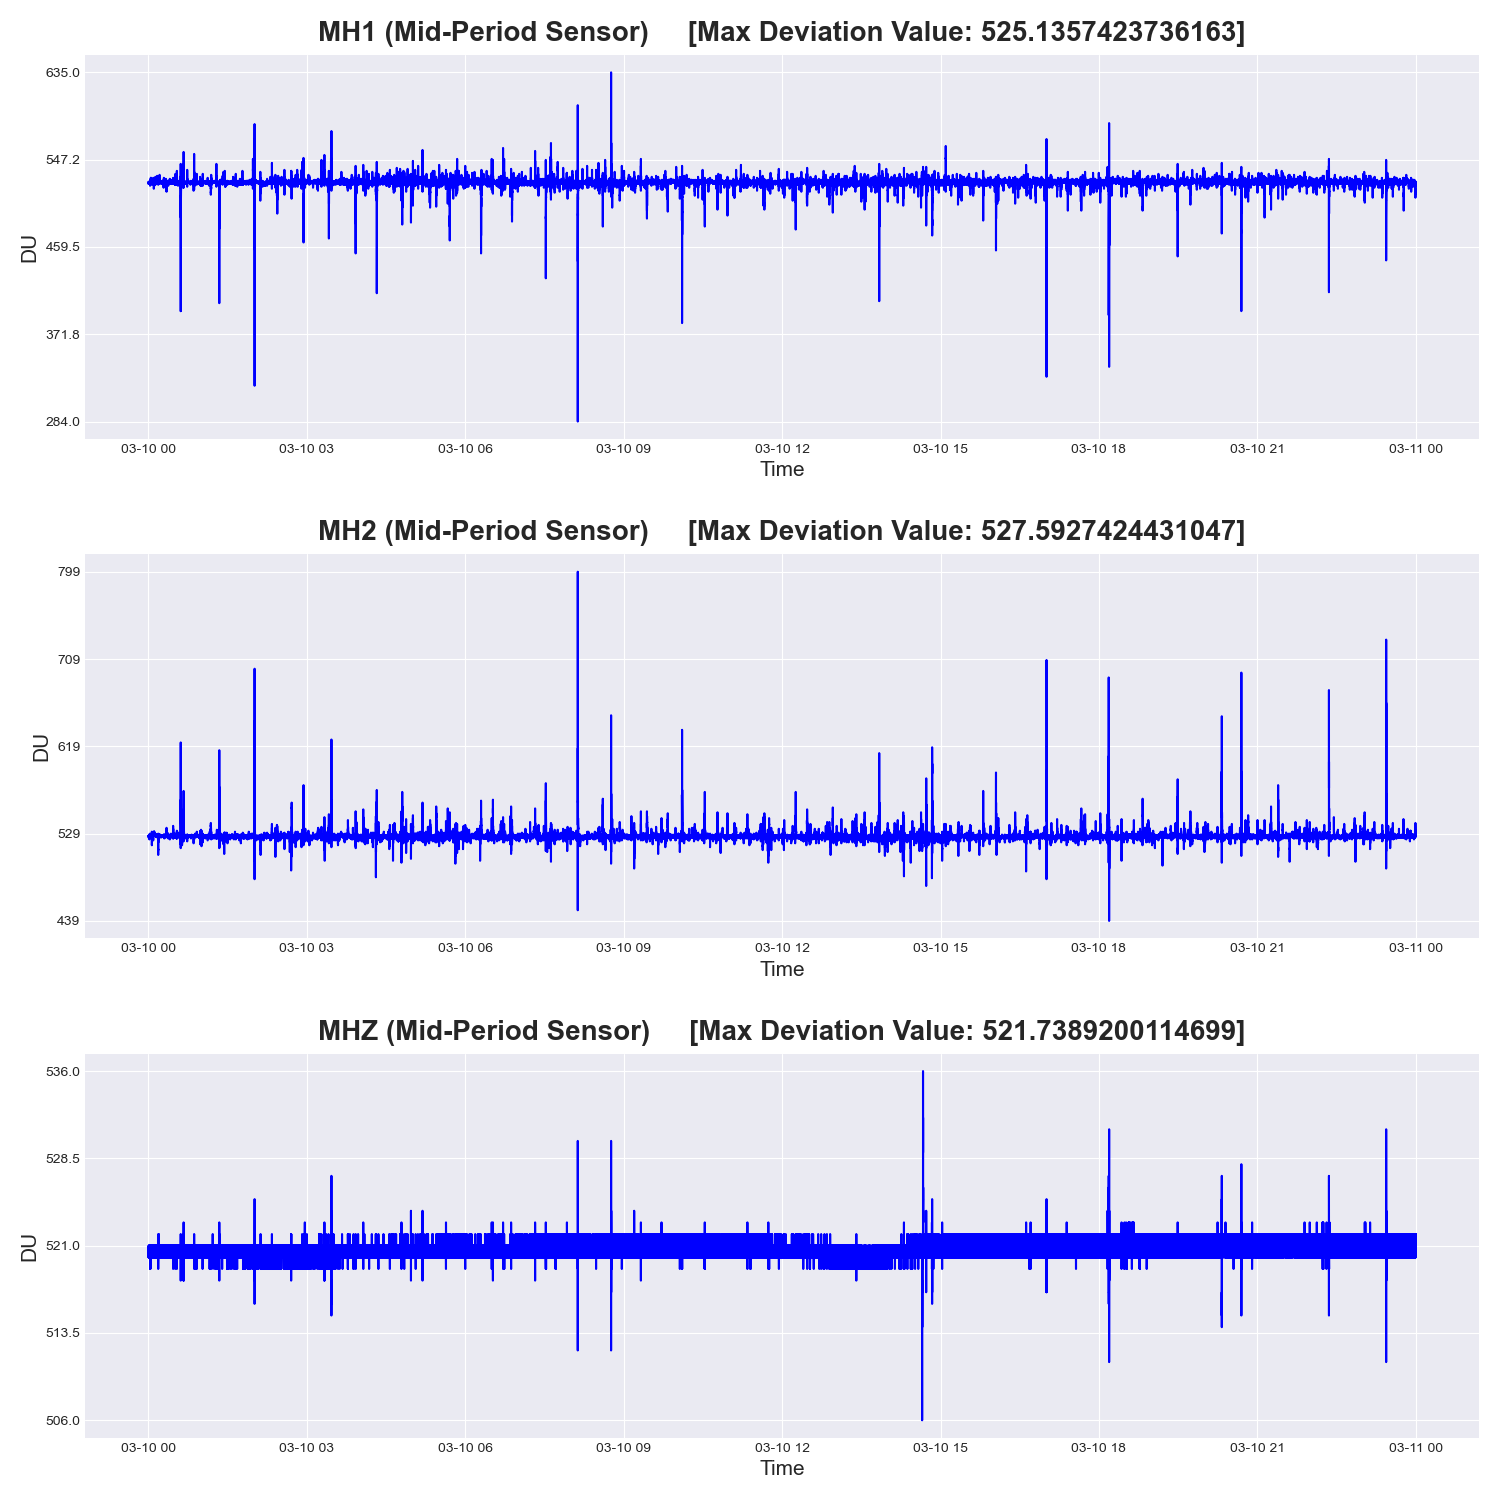 MH1 (Mid-Period Sensor) [Max Deviation Value: 525.1357423736163]
635.0
547.2
459.5
371.8
284.0
DU
03-10 00 03-10 03 03-10 06 03-10 09 03-10 12 03-10 15 03-10 18 03-10 21 03-11 00
Time
MH2 (Mid-Period Sensor) [Max Deviation Value: 527.5927424431047]
799
709
619
529
439
DU
03-10 00 03-10 03 03-10 06 03-10 09 03-10 12 03-10 15 03-10 18 03-10 21 03-11 00
Time
MHZ (Mid-Period Sensor) [Max Deviation Value: 521.7389200114699]
536.0
528.5
521.0
513.5
506.0
DU
03-10 00 03-10 03 03-10 06 03-10 09 03-10 12 03-10 15 03-10 18 03-10 21 03-11 00
Time